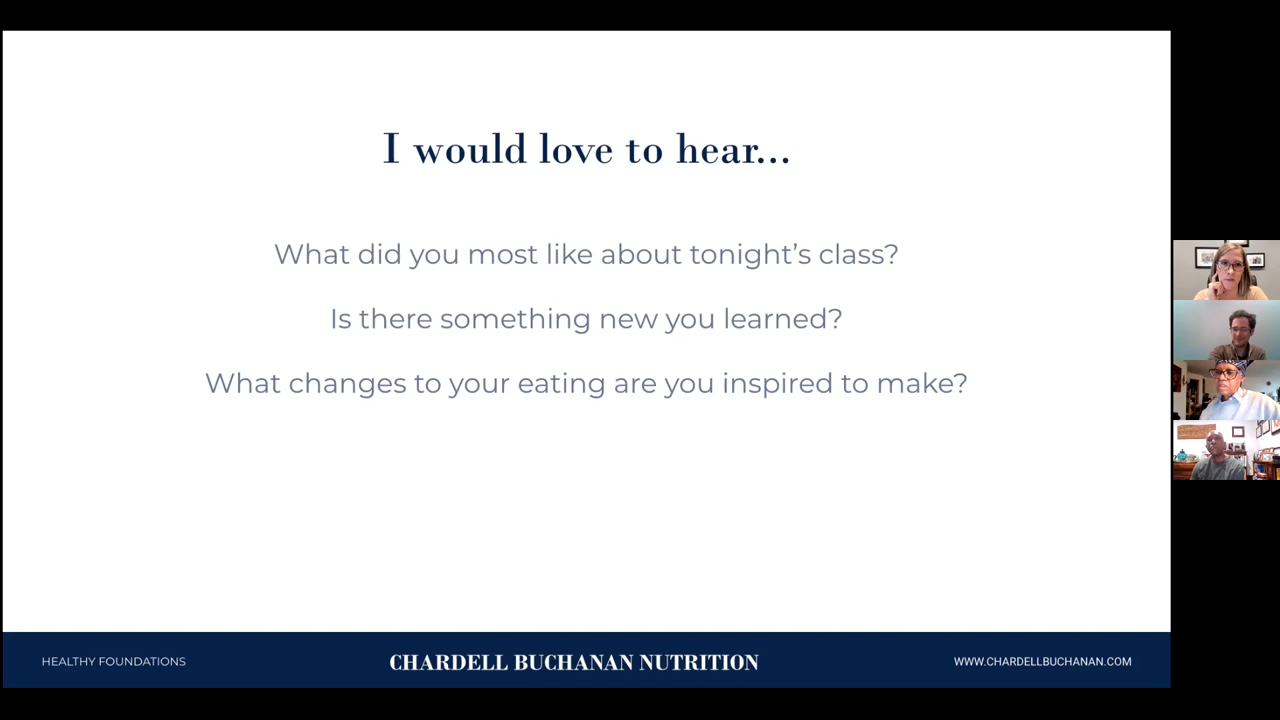 I would love to hear...
What did you most like about tonight’s class?
Is there something new you learned?
What changes to your eating are you inspired to make?
HEALTHY FOUNDATIONS
CHARDELL BUCHANAN NUTRITION
WWW.CHARDELLBUCHANAN.COM